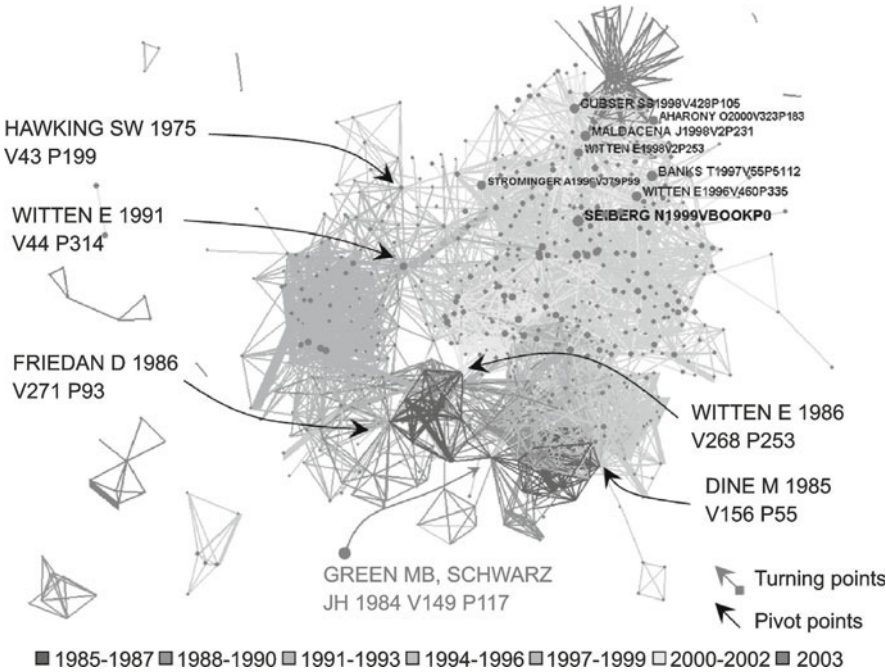 GUBSER SS1998V428P105
AHARONY O2000V323P183
HAWKING SW 1975
V43 P199
MALDACENA J1998V2P231
WITTEN E1998V2P253
BANKS T1997V55P5112
STROMINGER A1996V379P99
WITTEN E1996V460P335
WITTEN E 1991
V44 P314
SEIBERG N1999VBOOKP0
FRIEDAN D 1986
V271 P93
WITTEN E 1986
V268 P253
DINE M 1985
V156 P55
GREEN MB, SCHWARZ
JH 1984 V149 P117
Turning points
Pivot points
1985-1987 1988-1990 1991-1993 1994-1996 1997-1999 2000-2002 2003